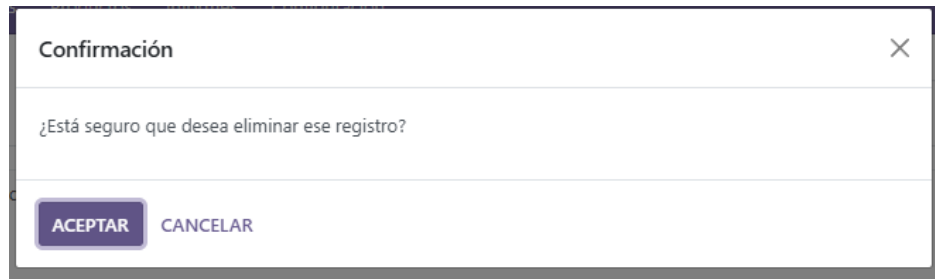 Confirmación
¿Está seguro que desea eliminar ese registro?
ACEPTAR CANCELAR